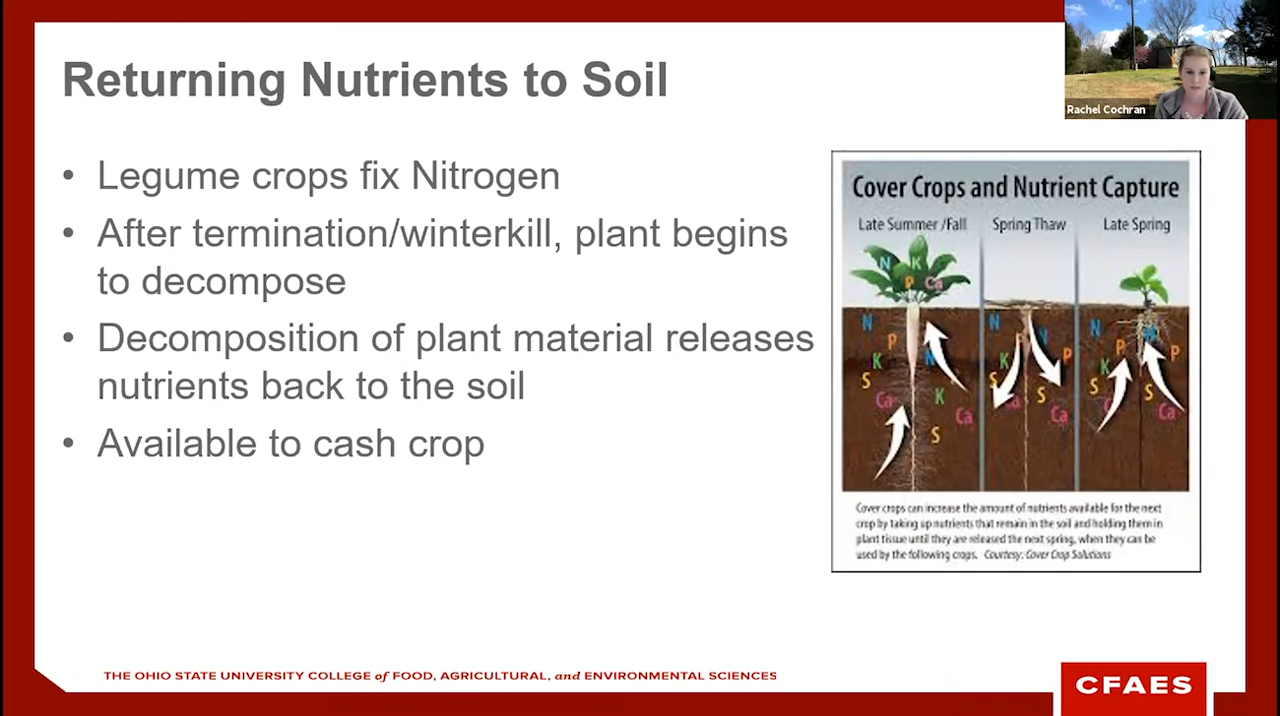 Returning Nutrients to Soil
Rachel Cochran
• Legume crops fix Nitrogen
• After termination/winterkill, plant begins
to decompose
• Decomposition of plant material releases
nutrients back to the soil
• Available to cash crop
Cover Crops and Nutrient Capture
Late Summer /Fall
Spring Thaw
Late Spring
N K
P Ca
N N N N
P P P P
K N K
S S S S S
Ca K Ca Ca
Ca
S
Cover crops can increase the amount of nutrients available for the next
crop by taking up nutrients that remain in the soil and holding them in
plant tissue until they are released the next spring, when they can be
used by the following crops. Courtesy: Cover Crop Solutions
THE OHIO STATE UNIVERSITY COLLEGE of FOOD, AGRICULTURAL, and ENVIRONMENTAL SCIENCES
CFAES